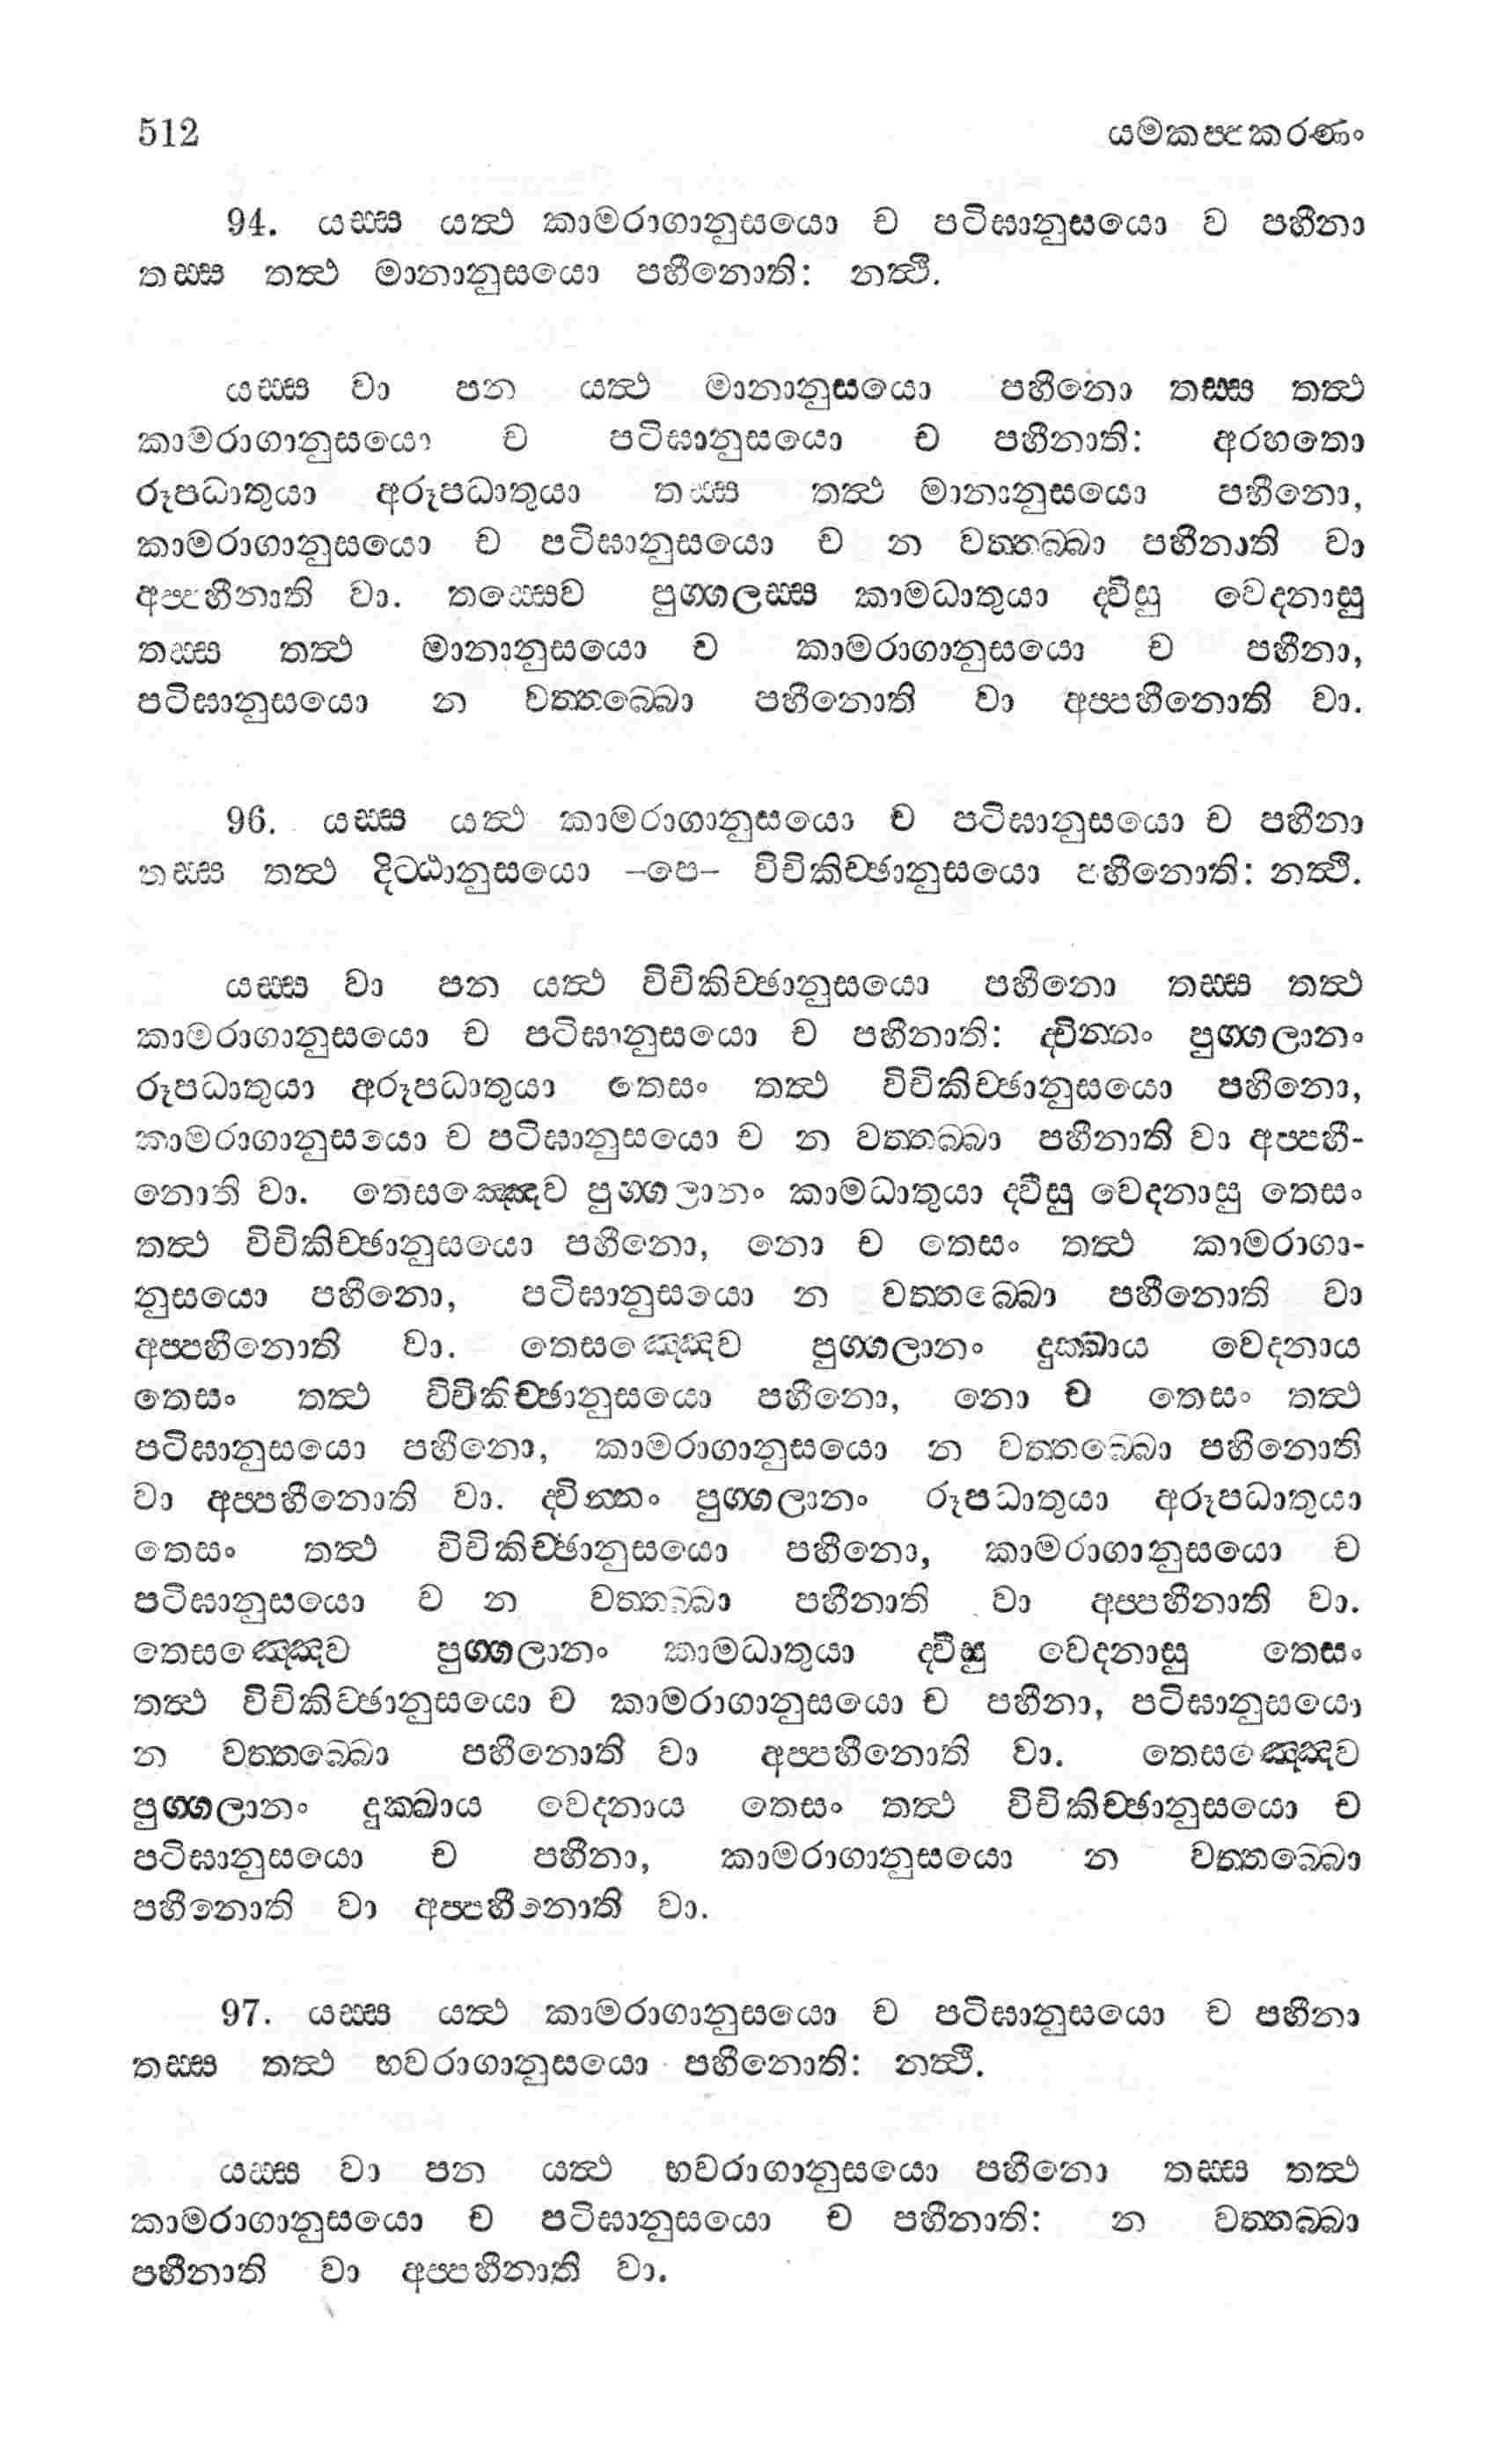 512 යමකප්පකරණං
94. යස්ස යත්ථ කාමරාගානුසයො ච පටිඝානුසයො ව පහීනා
තස්ස තත්ථ මානානුසයො පහීනොති: නත්ථි.
යස්ස වා පන යත්ථ මානානුසයො පහීනො තස්ස තත්ථ
කාමරාගානුසයො ච පටිඝානුසයො ච පහීනාති: අරහතො
රූපධාතුයා අරූපධාතුයා තස්ස තත්ථ මානානුසයො පහීනො,
කාමරාගානුසයො ච පටිඝානුසයො ච න වත්තබ්බා පහීනාති වා
අප්පහීනාති වා. තස්සෙව පුග්ගලස්ස කාමධාතුයා ද්වීසු වෙදනාසු
තස්ස තත්ථ මානානුසයො ච කාමරාගානුසයො ච පහීනා,
පටිඝානුසයො න වත්තබ්බො පහීනොති වා අප්පහීනොති වා.
96. යස්ස යත්ථ කාමරාගානුසයො ච පටිඝානුසයො ච පහීනා
තස්ස තත්ථ දිට්ඨානුසයො –පෙ– විචිකිච්ඡානුසයො පහීනොති: නත්ථි.
යස්ස වා පන යත්ථ විචිකිච්ඡානුසයො පහීනො තස්ස තත්ථ
කාමරාගානුසයො ච පටිඝානුසයො ච පහීනාති: ද්වින්නං පුග්ගලානං
රූපධාතුයා අරූපධාතුයා තෙසං තත්ථ විචිකිච්ඡානුසයො පහීනො,
කාමරාගානුසයො ච පටිඝානුසයො ච න වත්තබ්බා පහීනාති වා අප්පහී-
නොති වා. තෙසඤ්ඤෙව පුග්ගලානං කාමධාතුයා ද්වීසු වෙදනාසු තෙසං
තත්ථ විචිකිච්ඡානුසයො පහීනො, නො ච තෙසං තත්ථ කාමරාගා-
නුසයො පහීනො, පටිඝානුසයො න වත්තබ්බො පහීනොති වා
අප්පහීනොති වා. තෙසඤ්ඤෙව පුග්ගලානං දුක්ඛාය වෙදනාය
තෙසං තත්ථ විචිකිච්ඡානුසයො පහීනො, නො ච තෙසං තත්ථ
පටිඝානුසයො පහීනො, කාමරාගානුසයො න වත්තබ්බො පහීනොති
වා අප්පහීනොති වා. ද්වින්නං පුග්ගලානං රූපධාතුයා අරූපධාතුයා
තෙසං තත්ථ විචිකිච්ඡානුසයො පහීනො, කාමරාගානුසයො ච
පටිඝානුසයො ව න වත්තබ්බා පහීනාති වා අප්පහීනාති වා.
තෙසඤ්ඤෙව පුග්ගලානං කාමධාතුයා ද්වීසු වෙදනාසු තෙසං
තත්ථ විචිකිච්ඡානුසයො ච කාමරාගානුසයො ච පහීනා, පටිඝානුසයො
න වත්තබ්බො පහීනොති වා අප්පහීනොති වා. තෙසඤ්ඤෙව
පුග්ගලානං දුක්ඛාය වෙදනාය තෙසං තත්ථ විචිකිච්ඡානුසයො ච
පටිඝානුසයො ච පහීනා, කාමරාගානුසයො න වත්තබ්බො
පහීනොති වා අප්පහීනොති වා.
97. යස්ස යත්ථ කාමරාගානුසයො ච පටිඝානුසයො ච පහීනා
තස්ස තත්ථ භවරාගානුසයො පහීනොති: නත්ථි.
යස්ස වා පන යත්ථ භවරාගානුසයො පහීනො තස්ස තත්ථ
කාමරාගානුසයො ච පටිඝානුසයො ච පහීනාති: න වත්තබ්බා
පහීනාති වා අප්පහීනාති වා.